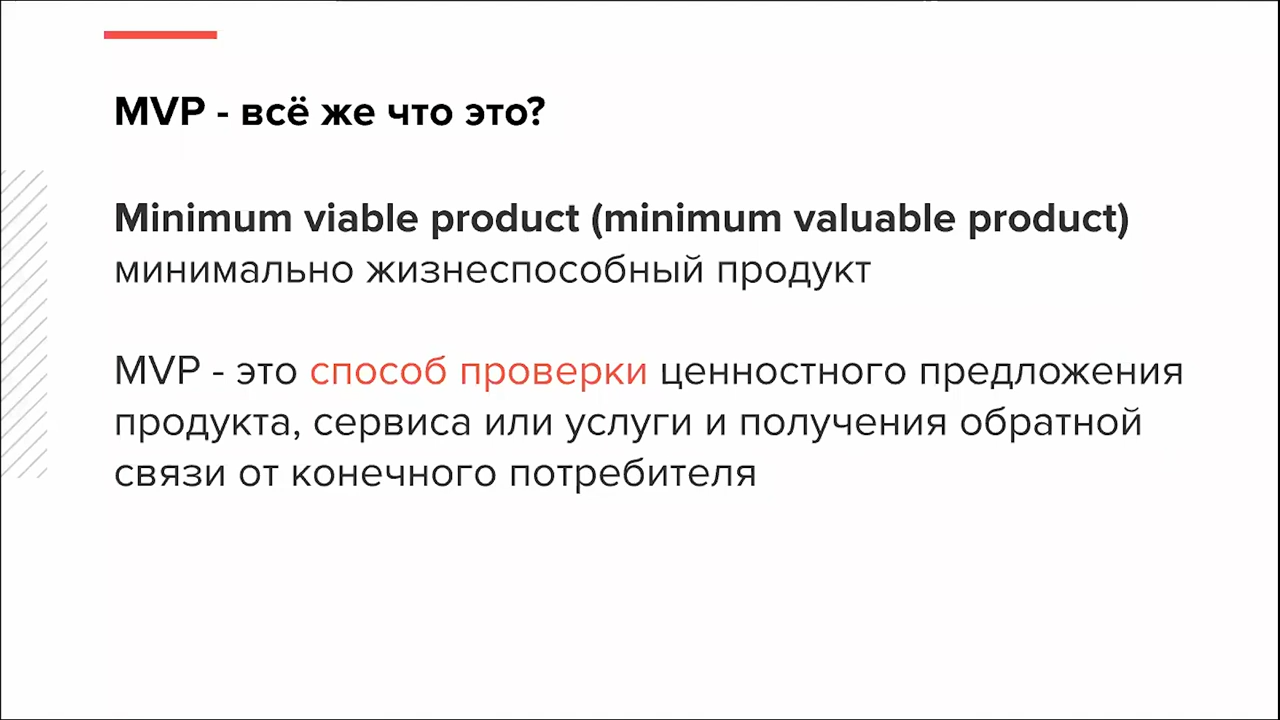 MVP - всё же что это?
Minimum viable product (minimum valuable product)
минимально жизнеспособный продукт
MVP - это способ проверки ценностного предложения
продукта, сервиса или услуги и получения обратной
связи от конечного потребителя